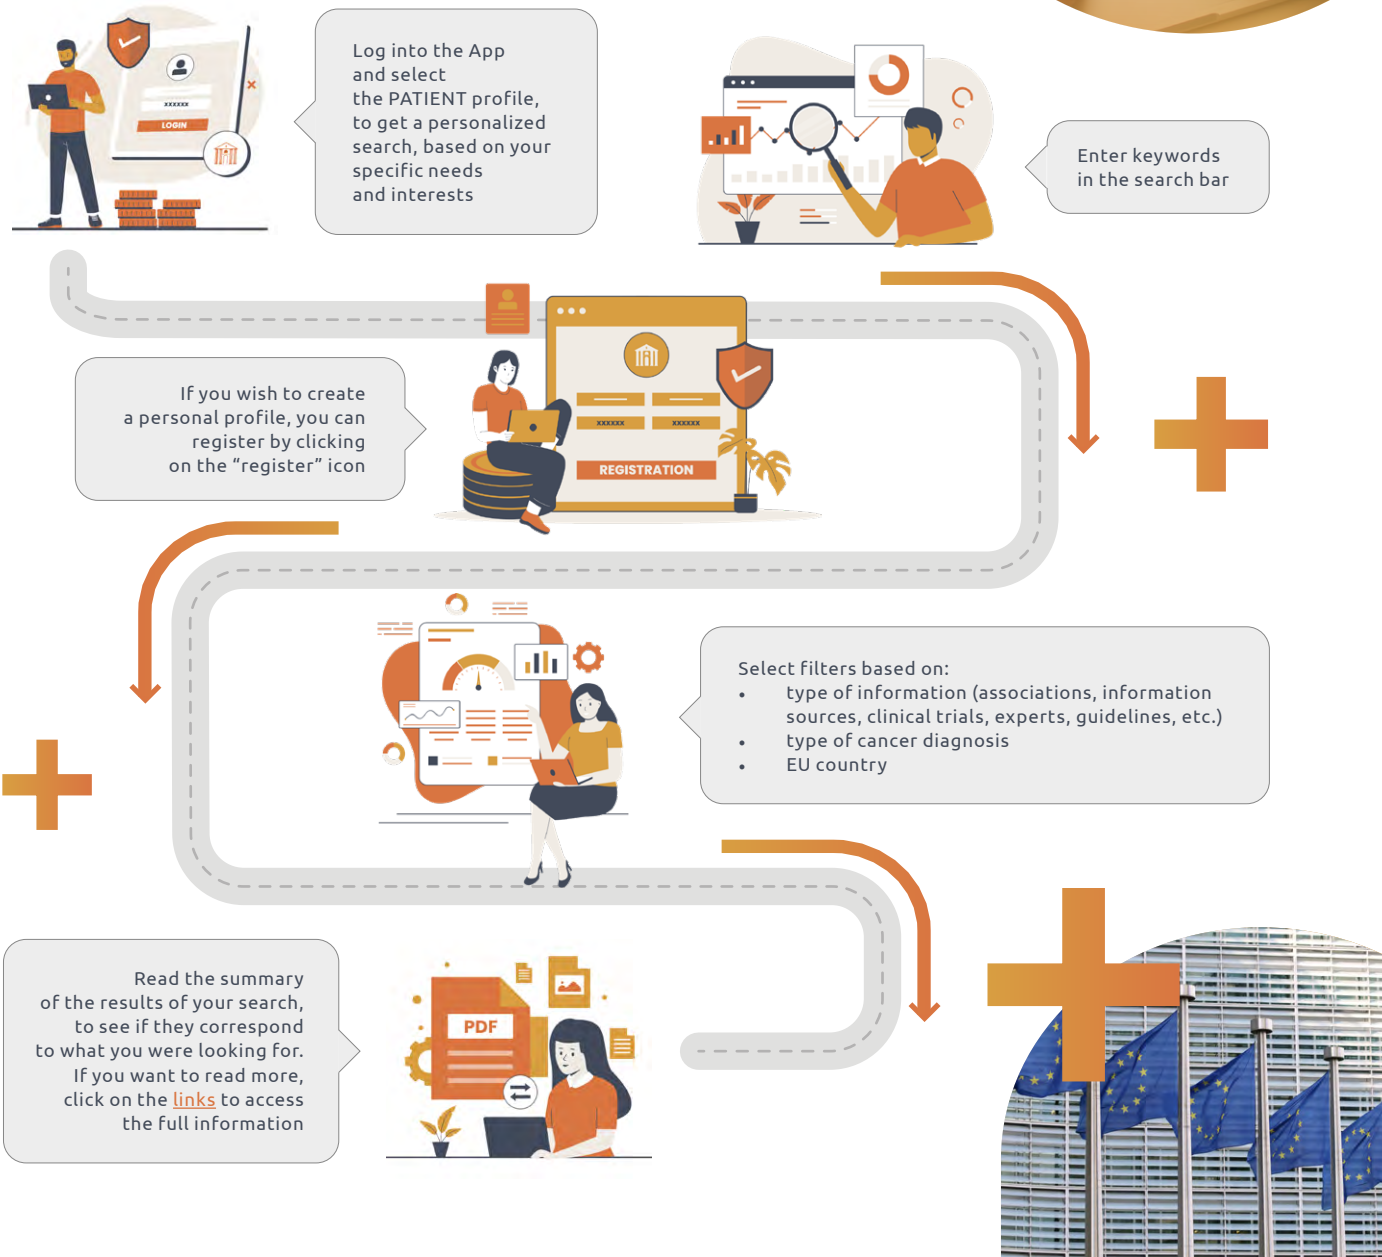 Log into the App
and select
the PATIENT profile,
to get a personalized
search, based on your
specific needs
and interests
xxxxxx
LOGIN
Enter keywords
in the search bar
If you wish to create
a personal profile, you can
register by clicking
on the “register” icon
xxxxxx xxxxxx
REGISTRATION
Select filters based on:
• type of information (associations, information
sources, clinical trials, experts, guidelines, etc.)
• type of cancer diagnosis
• EU country
Read the summary
of the results of your search,
to see if they correspond
to what you were looking for.
If you want to read more,
click on the links to access
the full information
PDF